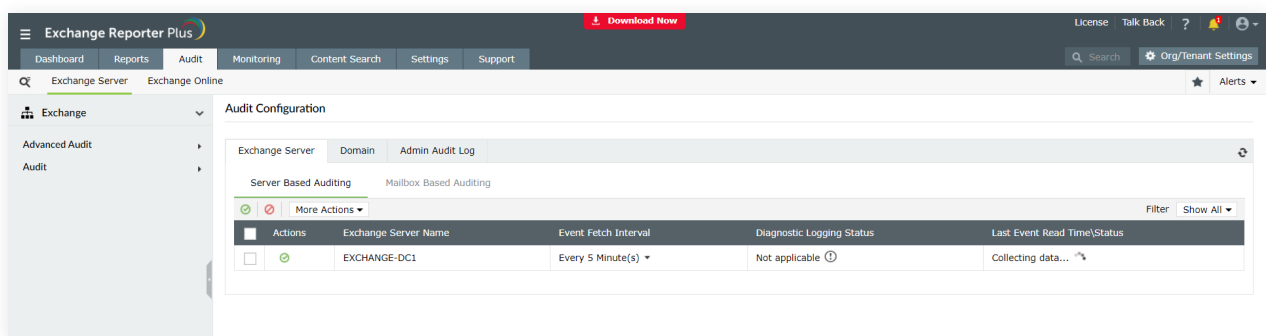 Download Now
License Talk Back ?
Exchange Reporter Plus
Dashboard Reports Audit Monitoring Content Search Settings Support
Search Org/Tenant Settings
Exchange Server Exchange Online
Alerts
Exchange
Audit Configuration
Advanced Audit
Audit
Exchange Server Domain Admin Audit Log
Server Based Auditing Mailbox Based Auditing
More Actions
Filter Show All
Actions Exchange Server Name Event Fetch Interval Diagnostic Logging Status Last Event Read Time\Status
EXCHANGE-DC1 Every 5 Minute(s) Not applicable Collecting data...